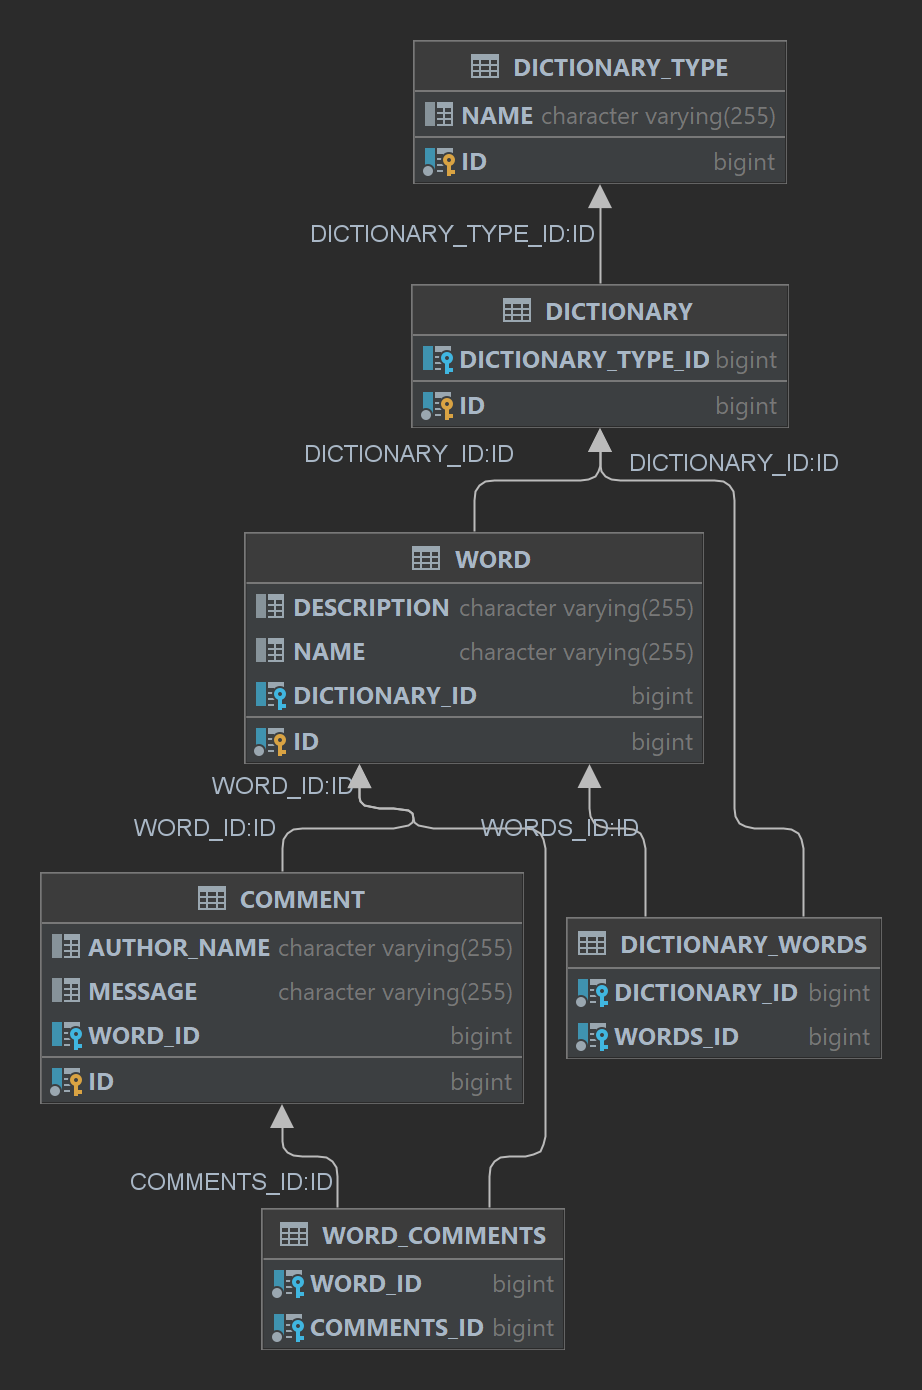 DICTIONARY_TYPE
NAME character varying(255)
ID bigint
DICTIONARY_TYPE_ID:ID
DICTIONARY
DICTIONARY_TYPE_ID bigint
ID bigint
DICTIONARY_ID:ID
DICTIONARY_ID:ID
WORD
DESCRIPTION character varying(255)
NAME character varying(255)
DICTIONARY_ID bigint
ID bigint
WORD_ID:ID
WORD_ID:ID
WORDS_ID:ID
COMMENT
AUTHOR_NAME character varying(255)
MESSAGE character varying(255)
WORD_ID bigint
ID bigint
DICTIONARY_WORDS
DICTIONARY_ID bigint
WORDS_ID bigint
COMMENTS_ID:ID
WORD_COMMENTS
WORD_ID bigint
COMMENTS_ID bigint